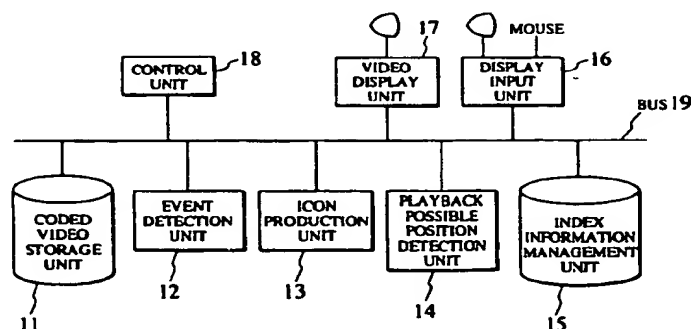 MOUSE
17
18
CONTROL
UNIT
VIDEO
DISPLAY
UNIT
DISPLAY
INPUT
UNIT
16
BUS 19
CODED
VIDEO
STORAGE
UNIT
EVENT
DETECTION
UNIT
ICON
PRODUCTION
UNIT
PLAYBACK
POSSIBLE
POSITION
DETECTION
UNIT
INDEX
INFORMATION
MANAGEMENT
UNIT
11
12
13
14
15